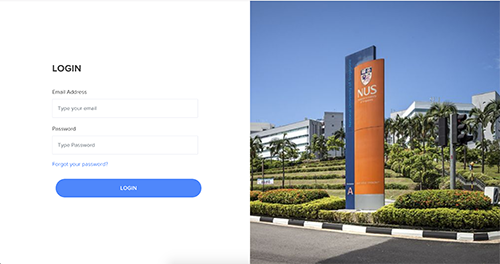 LOGIN
Email Address
Type your email
Password
Type Password
Forgot your password?
LOGIN
NUS
A